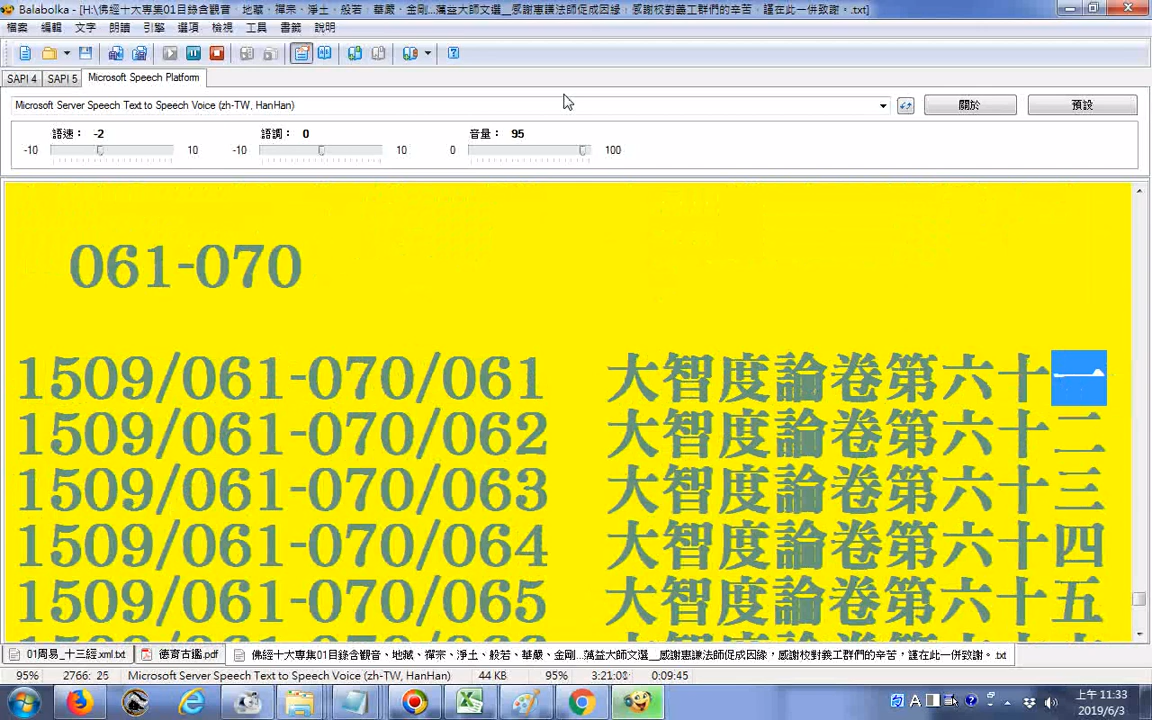 Balabolka - [H:\佛經十大專集01目錄含觀音、地藏、禪宗、淨土、般若、華嚴、金剛...蕅益大師文選__感謝惠謙法師促成因緣，感謝校對義工群們的辛苦，謹在此一併致謝。.txt]
檔案 編輯 文字 朗讀 引擎 選項 檢視 工具 書籤 說明
SAPI 4 SAPI 5 Microsoft Speech Platform
Microsoft Server Speech Text to Speech Voice (zh-TW, HanHan) 關於 預設
語速： -2 語調： 0 音量： 95
-10 10 -10 10 0 100
061-070
1509/061-070/061 大智度論卷第六十一
1509/061-070/062 大智度論卷第六十二
1509/061-070/063 大智度論卷第六十三
1509/061-070/064 大智度論卷第六十四
1509/061-070/065 大智度論卷第六十五
01周易_十三經.xml.txt 德育古鑑.pdf 佛經十大專集01目錄含觀音、地藏、禪宗、淨土、般若、華嚴、金剛...蕅益大師文選__感謝惠謙法師促成因緣，感謝校對義工群們的辛苦，謹在此一併致謝。.txt
95% 2766: 25 Microsoft Server Speech Text to Speech Voice (zh-TW, HanHan) 44 KB 95% 3:21:08 0:09:45
上午 11:33
2019/6/3